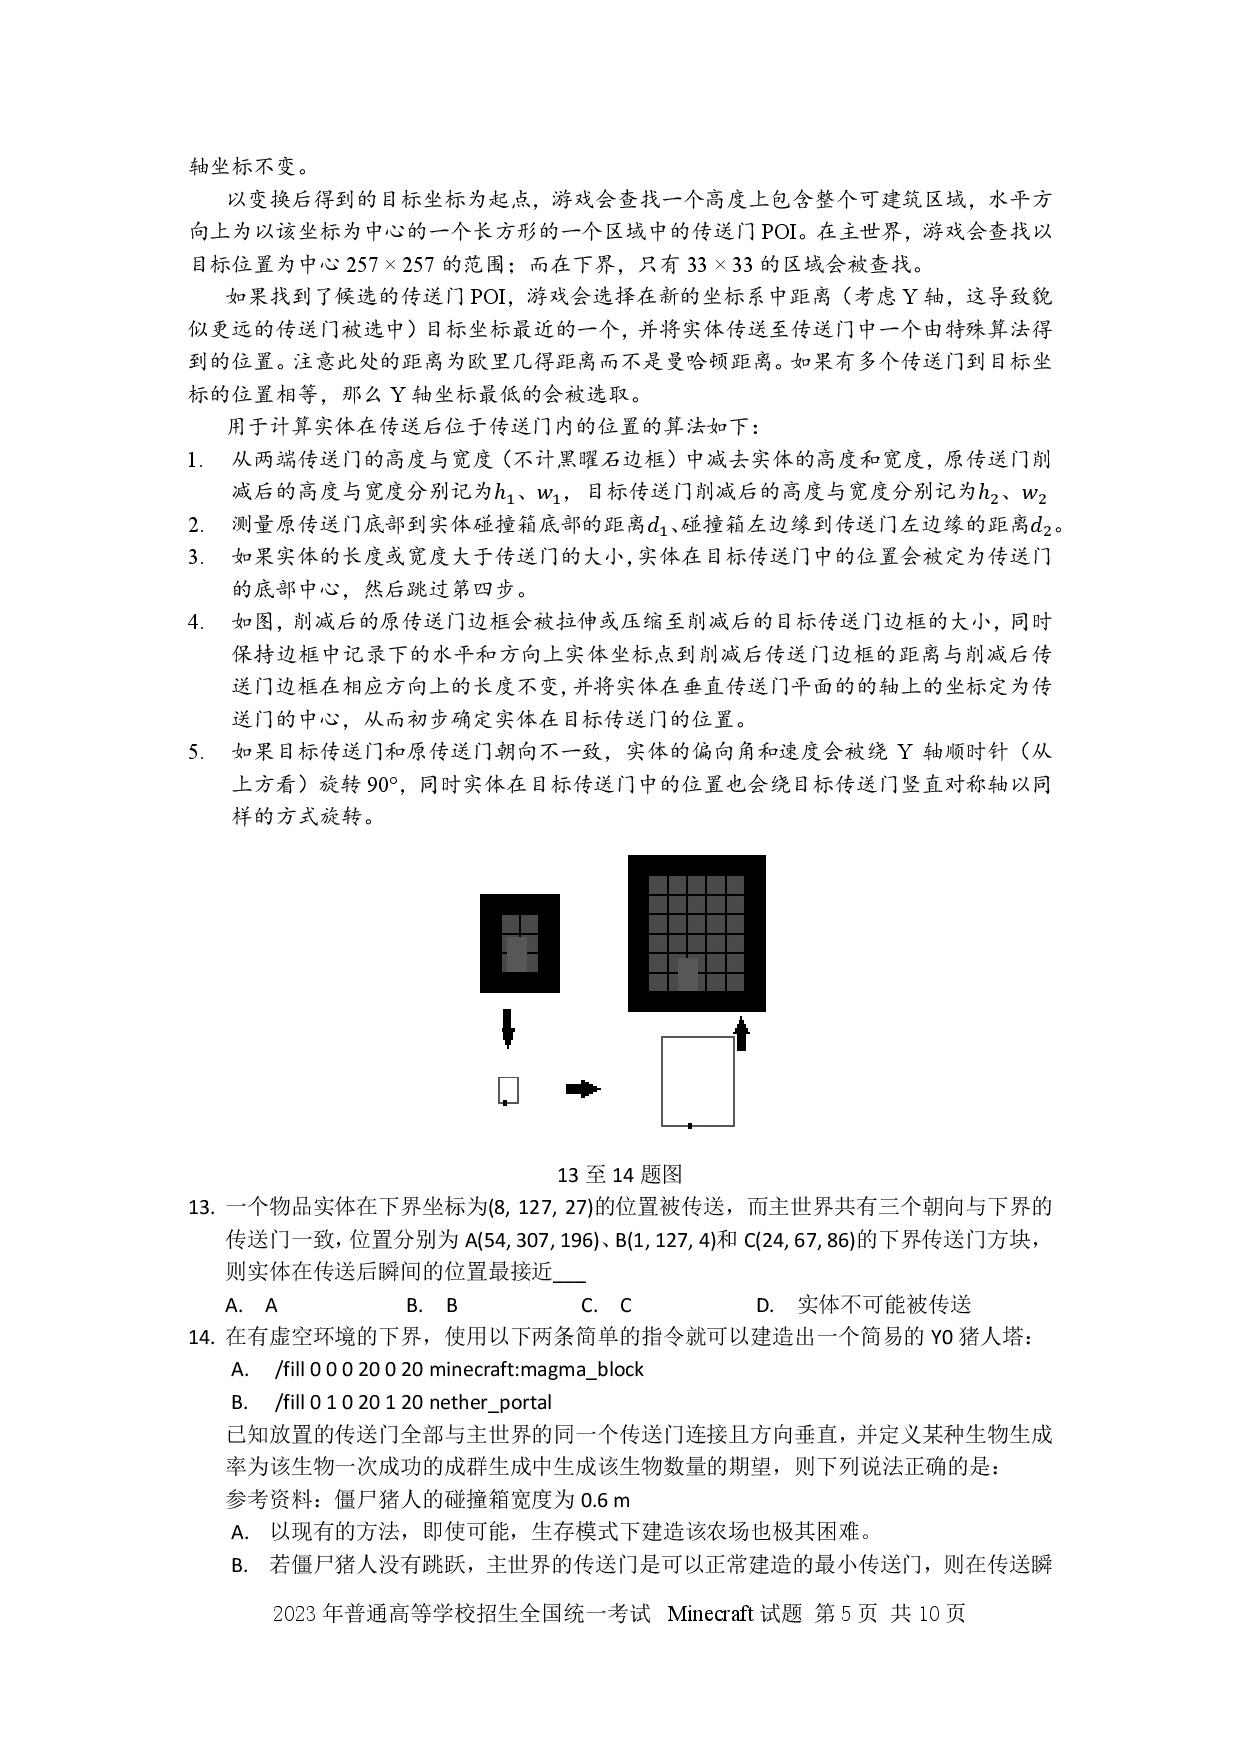 轴坐标不变。
以变换后得到的目标坐标为起点，游戏会查找一个高度上包含整个可建筑区域，水平方
向上为以该坐标为中心的一个长方形的一个区域中的传送门 POI。在主世界，游戏会查找以
目标位置为中心 257 × 257 的范围；而在下界，只有 33 × 33 的区域会被查找。
如果找到了候选的传送门 POI，游戏会选择在新的坐标系中距离（考虑 Y 轴，这导致貌
似更远的传送门被选中）目标坐标最近的一个，并将实体传送至传送门中一个由特殊算法得
到的位置。注意此处的距离为欧里几得距离而不是曼哈顿距离。如果有多个传送门到目标坐
标的位置相等，那么 Y 轴坐标最低的会被选取。
用于计算实体在传送后位于传送门内的位置的算法如下：
1. 从两端传送门的高度与宽度（不计黑曜石边框）中减去实体的高度和宽度，原传送门削
减后的高度与宽度分别记为h₁、w₁，目标传送门削减后的高度与宽度分别记为h₂、w₂
2. 测量原传送门底部到实体碰撞箱底部的距离d₁、碰撞箱左边缘到传送门左边缘的距离d₂。
3. 如果实体的长度或宽度大于传送门的大小，实体在目标传送门中的位置会被定为传送门
的底部中心，然后跳过第四步。
4. 如图，削减后的原传送门边框会被拉伸或压缩至削减后的目标传送门边框的大小，同时
保持边框中记录下的水平和方向上实体坐标点到削减后传送门边框的距离与削减后传
送门边框在相应方向上的长度不变，并将实体在垂直传送门平面的的轴上的坐标定为传
送门的中心，从而初步确定实体在目标传送门的位置。
5. 如果目标传送门和原传送门朝向不一致，实体的偏向角和速度会被绕 Y 轴顺时针（从
上方看）旋转 90°，同时实体在目标传送门中的位置也会绕目标传送门竖直对称轴以同
样的方式旋转。
13 至 14 题图
13. 一个物品实体在下界坐标为(8, 127, 27)的位置被传送，而主世界共有三个朝向与下界的
传送门一致，位置分别为 A(54, 307, 196)、B(1, 127, 4)和 C(24, 67, 86)的下界传送门方块，
则实体在传送后瞬间的位置最接近___
A. A B. B C. C D. 实体不可能被传送
14. 在有虚空环境的下界，使用以下两条简单的指令就可以建造出一个简易的 Y0 猪人塔：
A. /fill 0 0 0 20 0 20 minecraft:magma_block
B. /fill 0 1 0 20 1 20 nether_portal
已知放置的传送门全部与主世界的同一个传送门连接且方向垂直，并定义某种生物生成
率为该生物一次成功的成群生成中生成该生物数量的期望，则下列说法正确的是：
参考资料：僵尸猪人的碰撞箱宽度为 0.6 m
A. 以现有的方法，即使可能，生存模式下建造该农场也极其困难。
B. 若僵尸猪人没有跳跃，主世界的传送门是可以正常建造的最小传送门，则在传送瞬
2023 年普通高等学校招生全国统一考试 Minecraft 试题 第 5 页 共 10 页